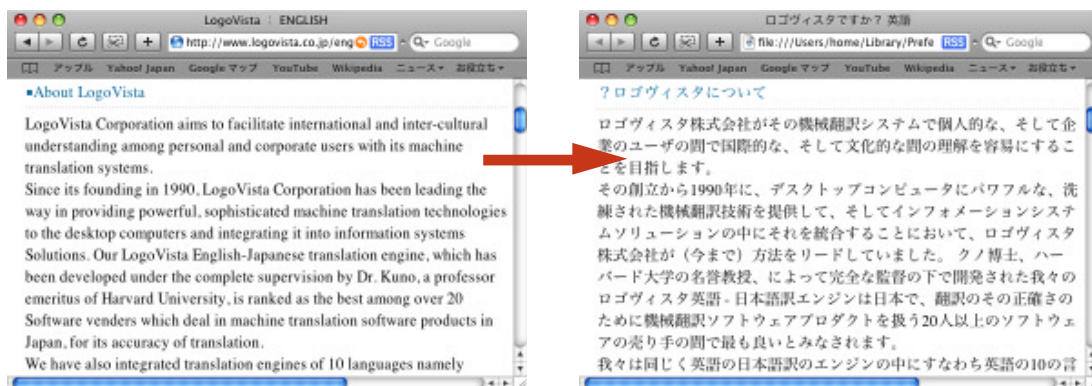 LogoVista : ENGLISH
http://www.logovista.co.jp/eng RSS Google
アップル Yahoo! Japan Google マップ YouTube Wikipedia ニュース お役立ち
■About LogoVista
LogoVista Corporation aims to facilitate international and inter-cultural
understanding among personal and corporate users with its machine
translation systems.
Since its founding in 1990, LogoVista Corporation has been leading the
way in providing powerful, sophisticated machine translation technologies
to the desktop computers and integrating it into information systems
Solutions. Our LogoVista English-Japanese translation engine, which has
been developed under the complete supervision by Dr. Kuno, a professor
emeritus of Harvard University, is ranked as the best among over 20
Software venders which deal in machine translation software products in
Japan, for its accuracy of translation.
We have also integrated translation engines of 10 languages namely
ロゴヴィスタですか? 英語
file:///Users/home/Library/Prefe RSS Google
アップル Yahoo! Japan Google マップ YouTube Wikipedia ニュース お役立ち
?ロゴヴィスタについて
ロゴヴィスタ株式会社がその機械翻訳システムで個人的な、そして企
業のユーザの間で国際的な、そして文化的な間の理解を容易にするこ
とを目指します。
その創立から1990年に、デスクトップコンピュータにパワフルな、洗
練された機械翻訳技術を提供して、そしてインフォメーションシステ
ムソリューションの中にそれを統合することにおいて、ロゴヴィスタ
株式会社が(今まで)方法をリードしていました。 クノ博士、ハー
バード大学の名誉教授、によって完全な監督の下で開発された我々の
ロゴヴィスタ英語 - 日本語訳エンジンは日本で、翻訳のその正確さの
ために機械翻訳ソフトウェアプロダクトを扱う20人以上のソフトウェ
アの売り手の間で最も良いとみなされます。
我々は同じく英語の日本語訳のエンジンの中にすなわち英語の10の言